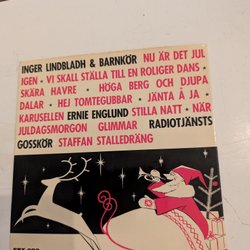 INGER LINDBLADH & BARNKÖR NU ÄR DET JUL
IGEN • VI SKALL STÄLLA TILL EN ROLIGER DANS •
SKÄRA HAVRE • HÖGA BERG OCH DJUPA
DALAR • HEJ TOMTEGUBBAR • JÄNTA Å JA •
KARUSELLEN ERNIE ENGLUND STILLA NATT • NÄR
JULDAGSMORGON GLIMMAR RADIOTJÄNSTS
GOSSKÖR STAFFAN STALLEDRÄNG